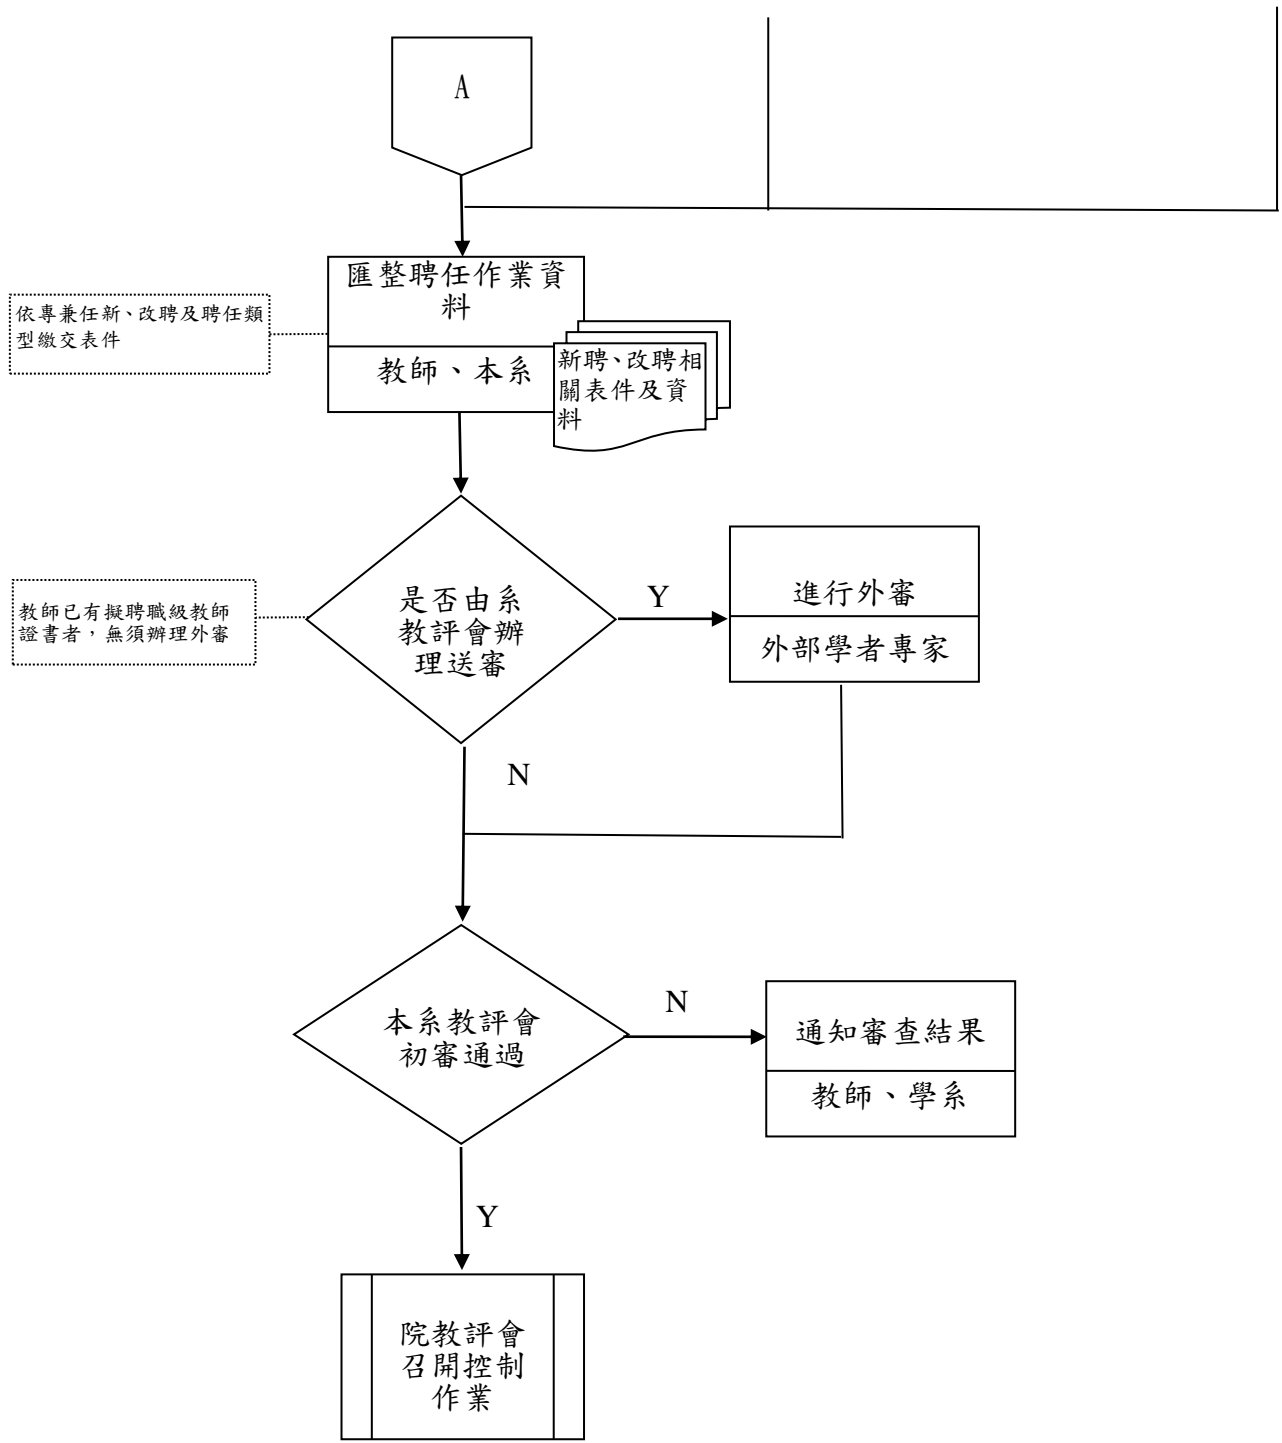 A
匯整聘任作業資
料
依專兼任新、改聘及聘任類
型繳交表件
教師、本系
新聘、改聘相
關表件及資
料
是否由系
教評會辦
理送審
Y
進行外審
外部學者專家
教師已有擬聘職級教師
證書者，無須辦理外審
N
本系教評會
初審通過
N
通知審查結果
教師、學系
Y
院教評會
召開控制
作業